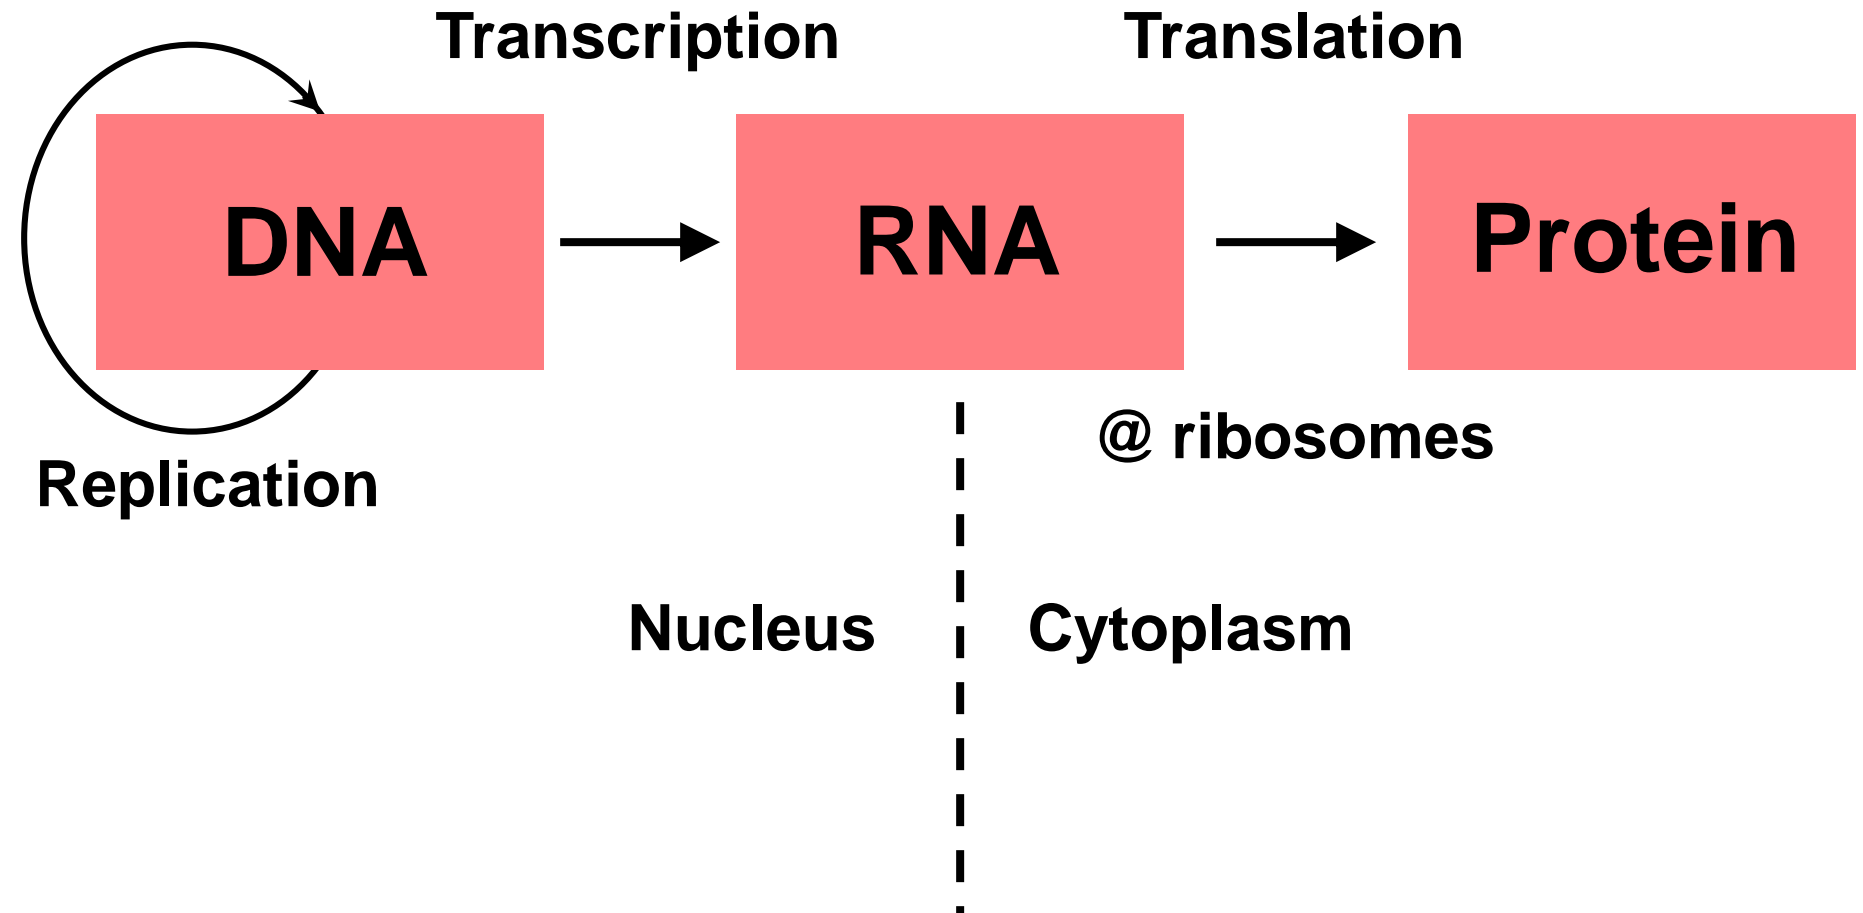 Transcription
Translation
DNA
RNA
Protein
@ ribosomes
Replication
Nucleus
Cytoplasm